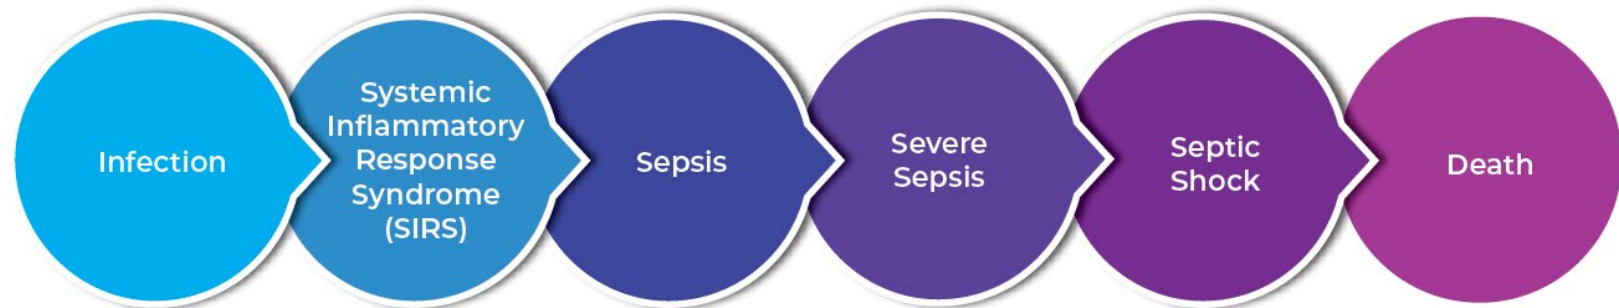 Infection
Systemic
Inflammatory
Response
Syndrome
(SIRS)
Sepsis
Severe
Sepsis
Septic
Shock
Death